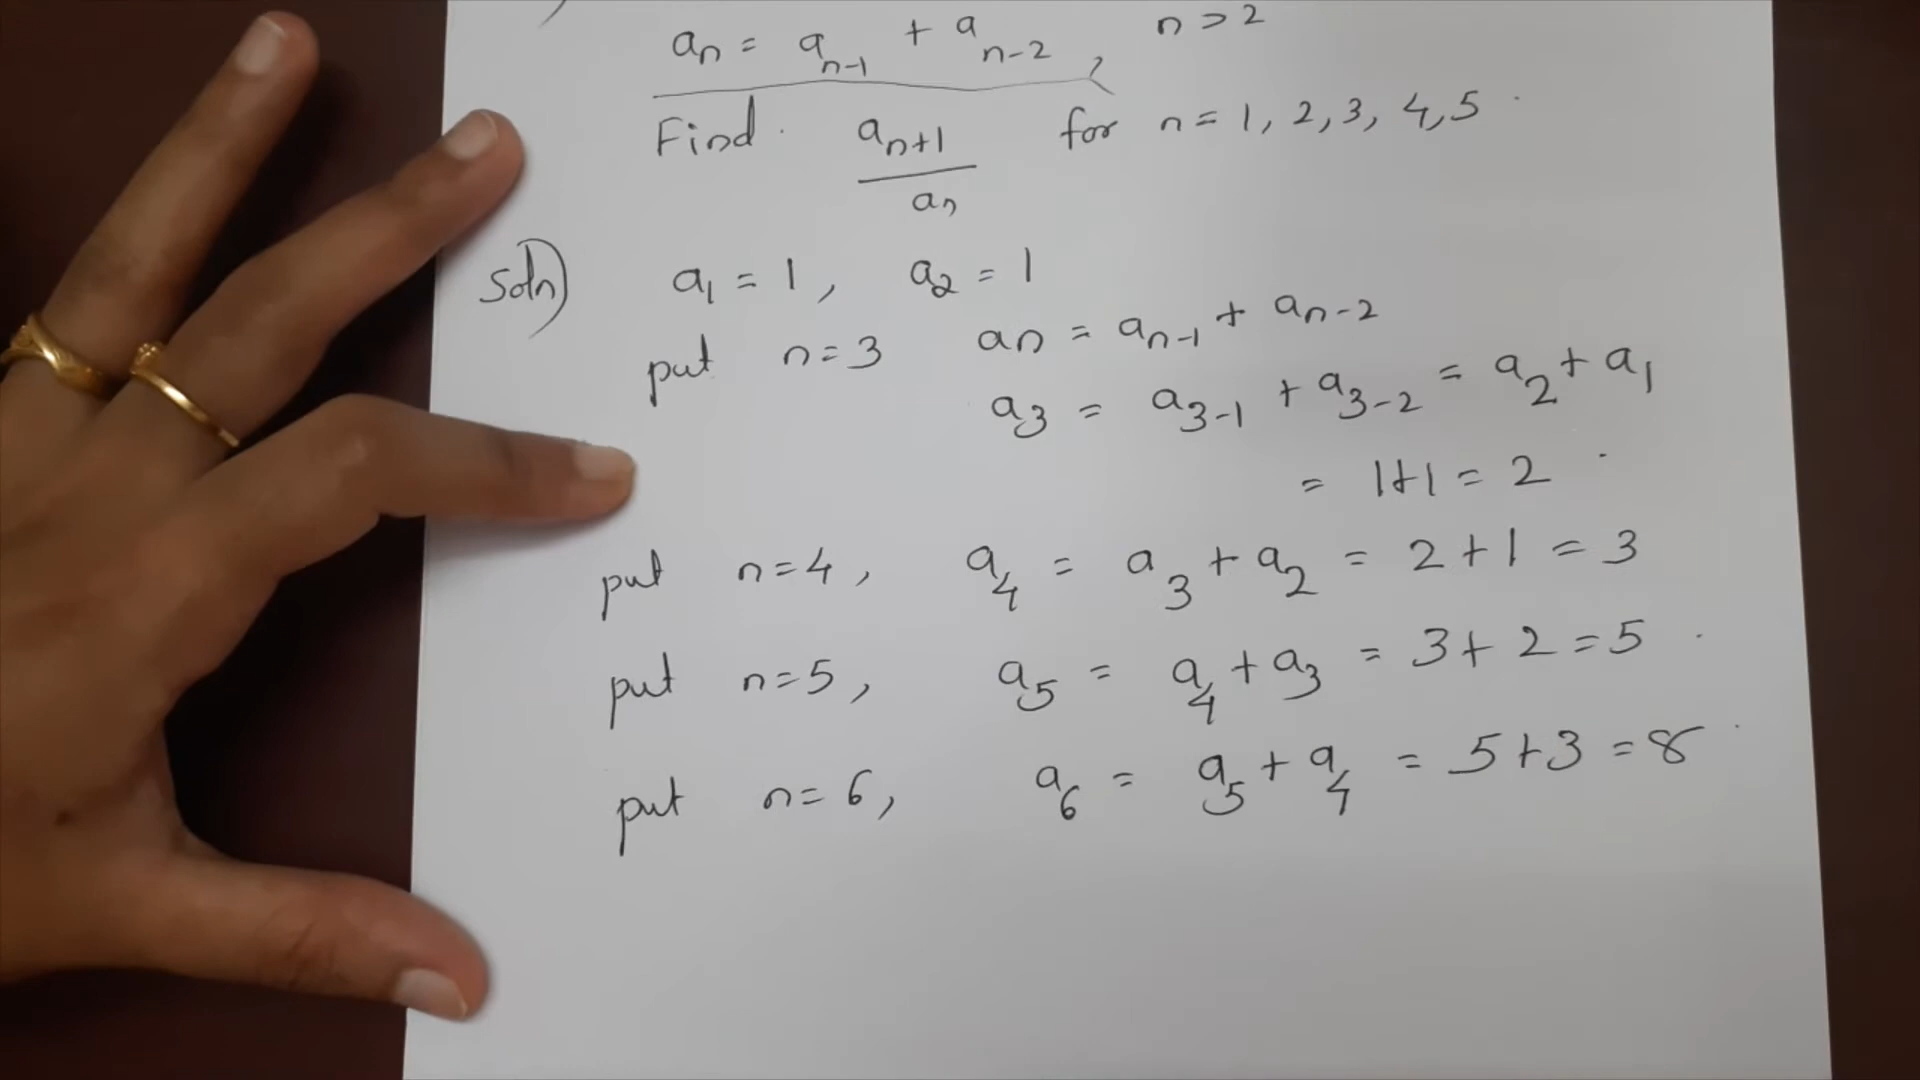 aₙ = aₙ₋₁ + aₙ₋₂ , n > 2
Find aₙ₊₁ / aₙ for n = 1, 2, 3, 4, 5 .
Soln) a₁ = 1 , a₂ = 1
put n = 3 aₙ = aₙ₋₁ + aₙ₋₂
a₃ = a₃₋₁ + a₃₋₂ = a₂ + a₁
= 1+1 = 2 .
put n = 4 , a₄ = a₃ + a₂ = 2 + 1 = 3
put n = 5 , a₅ = a₄ + a₃ = 3 + 2 = 5 .
put n = 6 , a₆ = a₅ + a₄ = 5 + 3 = 8 .